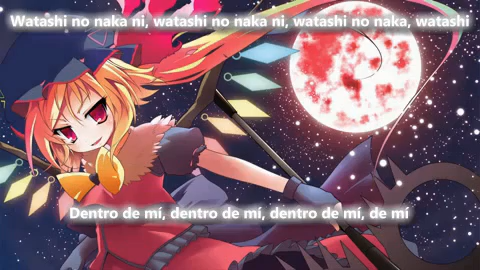 Watashi no naka ni, watashi no naka ni, watashi no naka, watashi
Dentro de mí, dentro de mí, dentro de mí, de mí